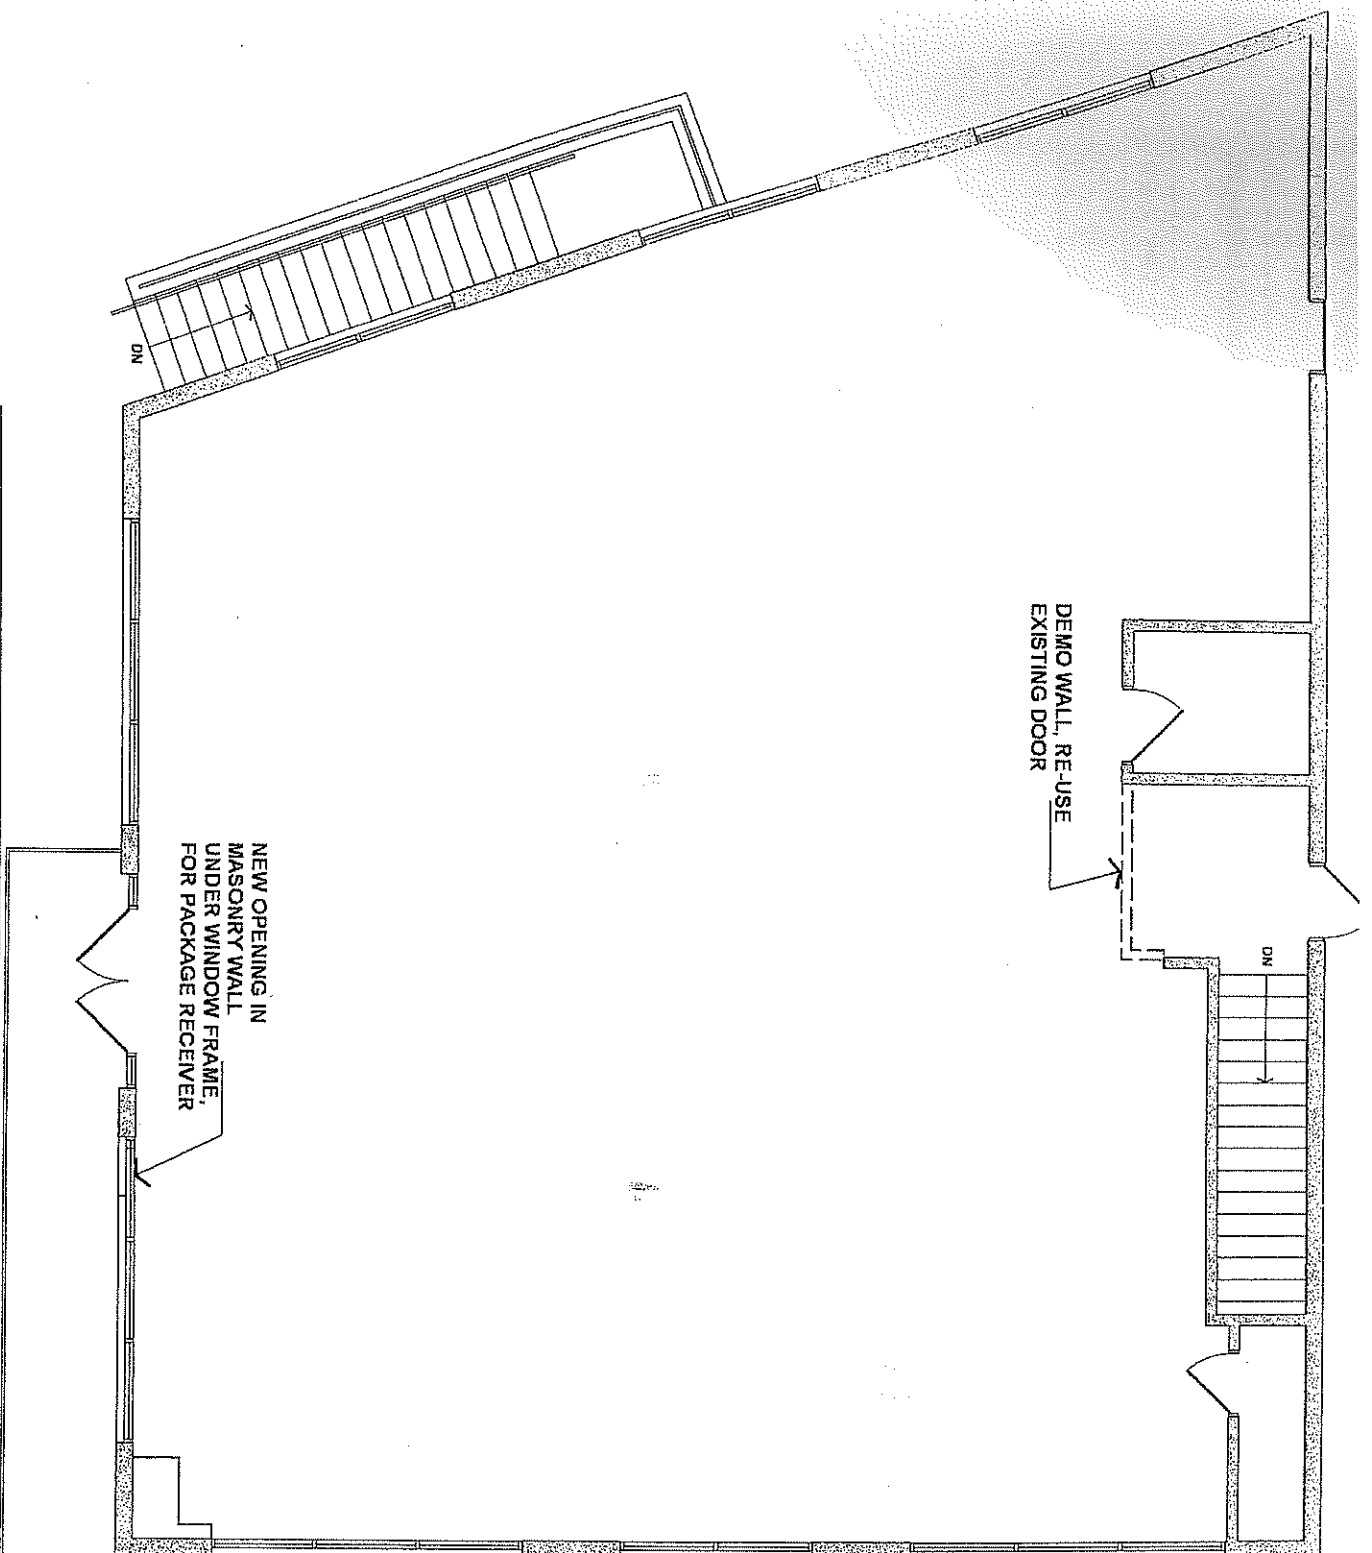 DEMO WALL, RE-USE
EXISTING DOOR
DN
DN
NEW OPENING IN
MASONRY WALL
UNDER WINDOW FRAME,
FOR PACKAGE RECEIVER